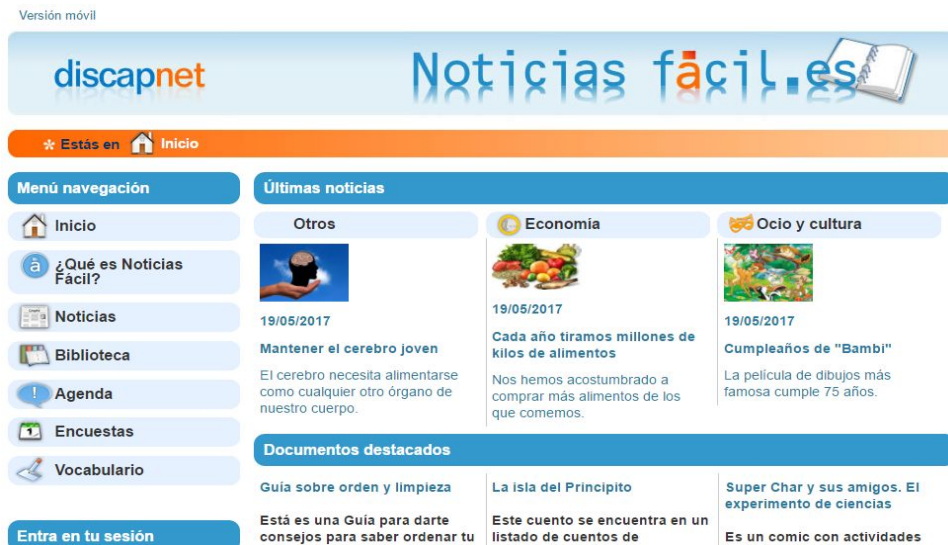 Versión móvil
discapnet
Noticias fácil.es
* Estás en Inicio
Menú navegación
Inicio
¿Qué es Noticias
Fácil?
Noticias
Biblioteca
Agenda
Encuestas
Vocabulario
Entra en tu sesión
Últimas noticias
Otros
19/05/2017
Mantener el cerebro joven
El cerebro necesita alimentarse
como cualquier otro órgano de
nuestro cuerpo.
Economía
19/05/2017
Cada año tiramos millones de
kilos de alimentos
Nos hemos acostumbrado a
comprar más alimentos de los
que comemos.
Ocio y cultura
19/05/2017
Cumpleaños de "Bambi"
La película de dibujos más
famosa cumple 75 años.
Documentos destacados
Guía sobre orden y limpieza
Está es una Guía para darte
consejos para saber ordenar tu
La isla del Principito
Este cuento se encuentra en un
listado de cuentos de
Super Char y sus amigos. El
experimento de ciencias
Es un comic con actividades